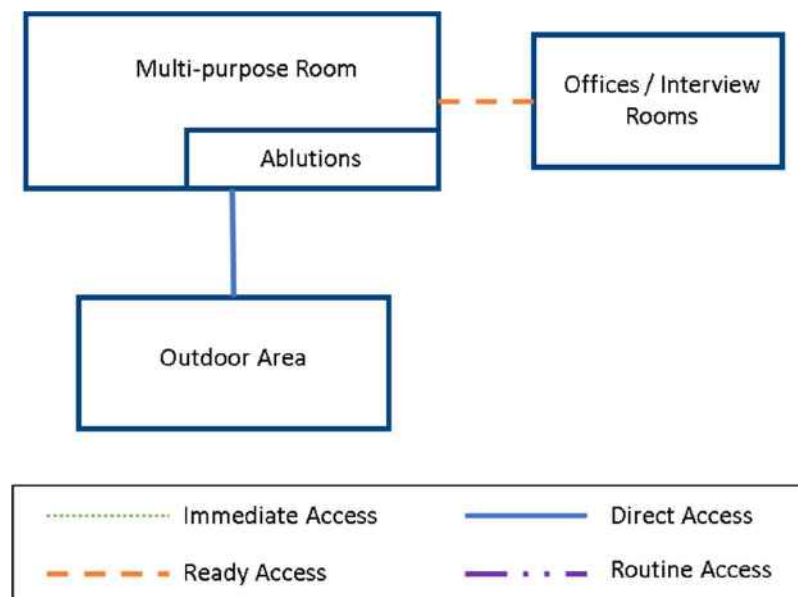 Multi-purpose Room
Offices / Interview
Rooms
Ablutions
Outdoor Area
Immediate Access
Direct Access
Ready Access
Routine Access